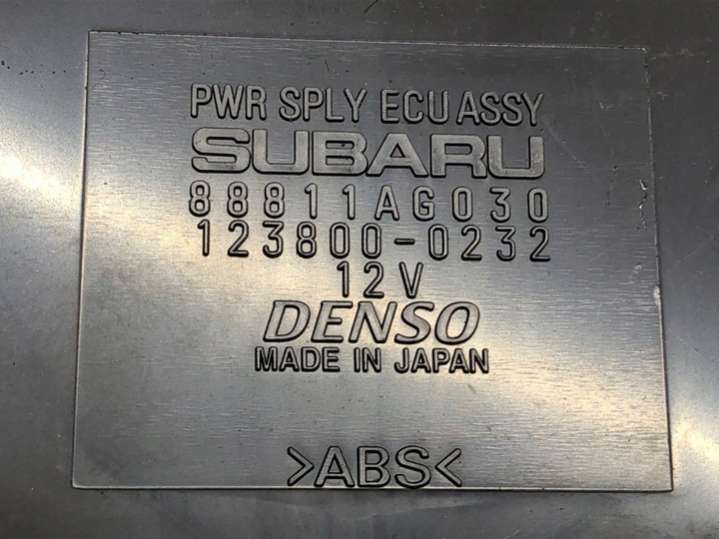 PWR SPLY ECU ASSY
SUBARU
88811AG030
123800-0232
12V
DENSO
MADE IN JAPAN
>ABS<